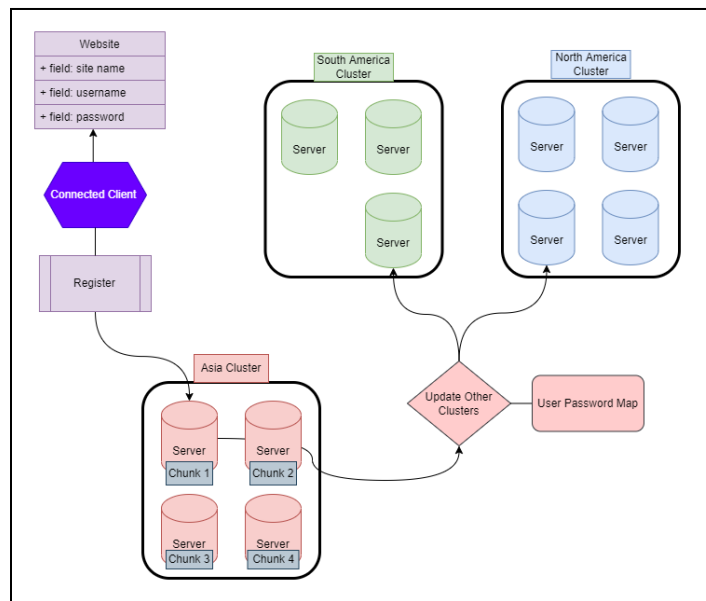 Website
+ field: site name
+ field: username
+ field: password
Connected Client
Register
South America
Cluster
Server
Server
Server
North America
Cluster
Server
Server
Server
Server
Asia Cluster
Server
Chunk 1
Server
Chunk 2
Server
Chunk 3
Server
Chunk 4
Update Other
Clusters
User Password Map